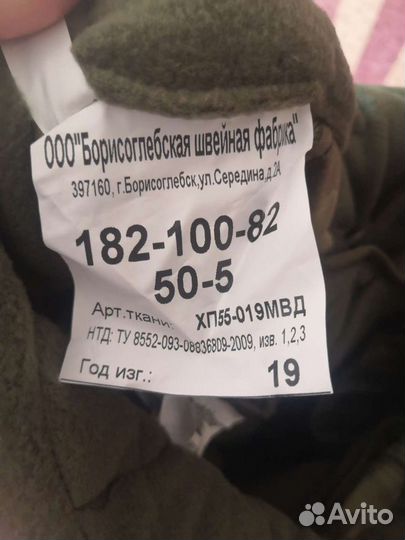 ООО"Борисоглебская швейная фабрика"
397160, г.Борисоглебск,ул.Середина,д.2А
182-100-82
50-5
Арт.ткани: ХП55-019МВД
НТД: ТУ 8552-093-08836809-2009, изв. 1,2,3
Год изг.: 19
Avito